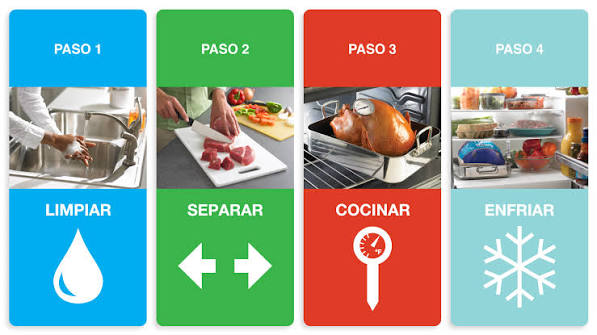 PASO 1
LIMPIAR
PASO 2
SEPARAR
PASO 3
COCINAR
°F
PASO 4
ENFRIAR